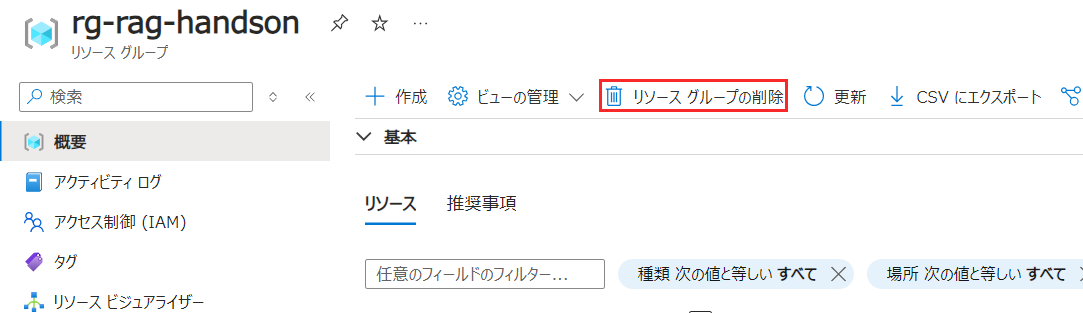 rg-rag-handson
リソース グループ
検索
作成 ビューの管理 リソース グループの削除 更新 CSV にエクスポート
概要
基本
アクティビティ ログ
リソース 推奨事項
アクセス制御 (IAM)
タグ
任意のフィールドのフィルター... 種類 次の値と等しい すべて 場所 次の値と等しい すべて
リソース ビジュアライザー